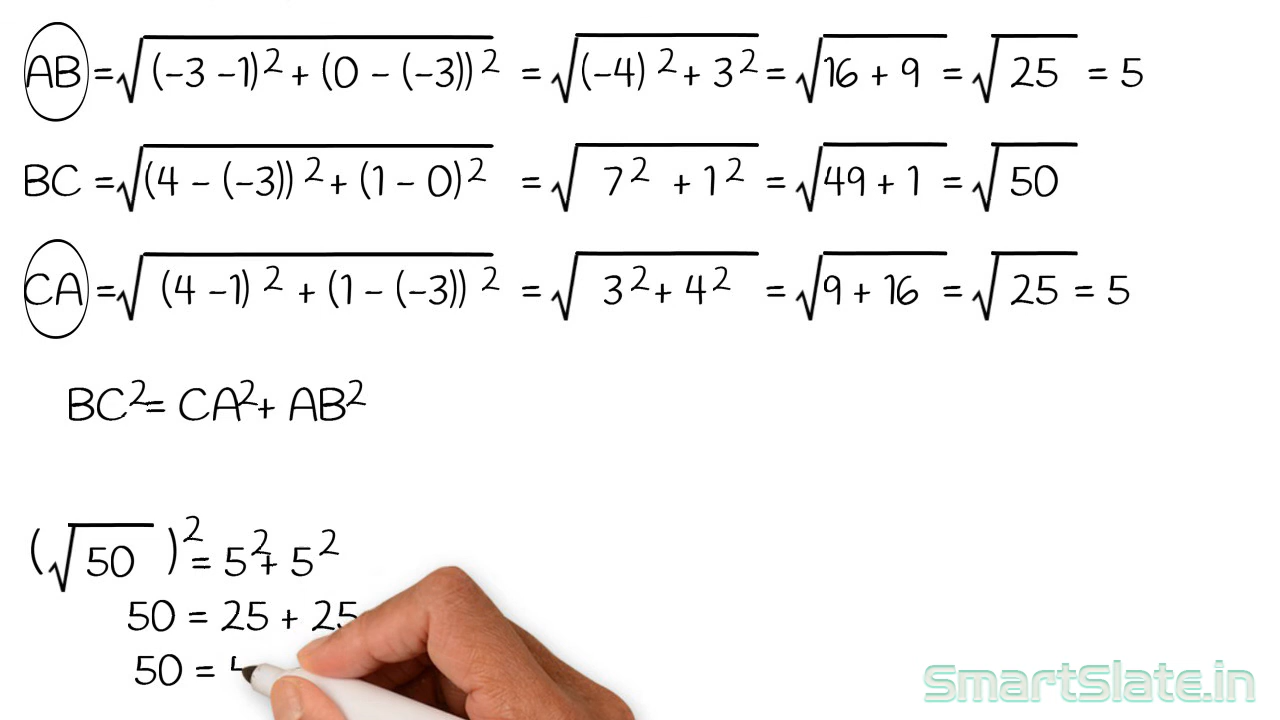 AB = √(-3 -1)² + (0 - (-3))² = √(-4)² + 3² = √16 + 9 = √25 = 5
BC = √(4 - (-3))² + (1 - 0)² = √7² + 1² = √49 + 1 = √50
CA = √(4 -1)² + (1 - (-3))² = √3² + 4² = √9 + 16 = √25 = 5
BC² = CA² + AB²
(√50)² = 5² + 5²
50 = 25 + 25
50 =
SmartSlate.in